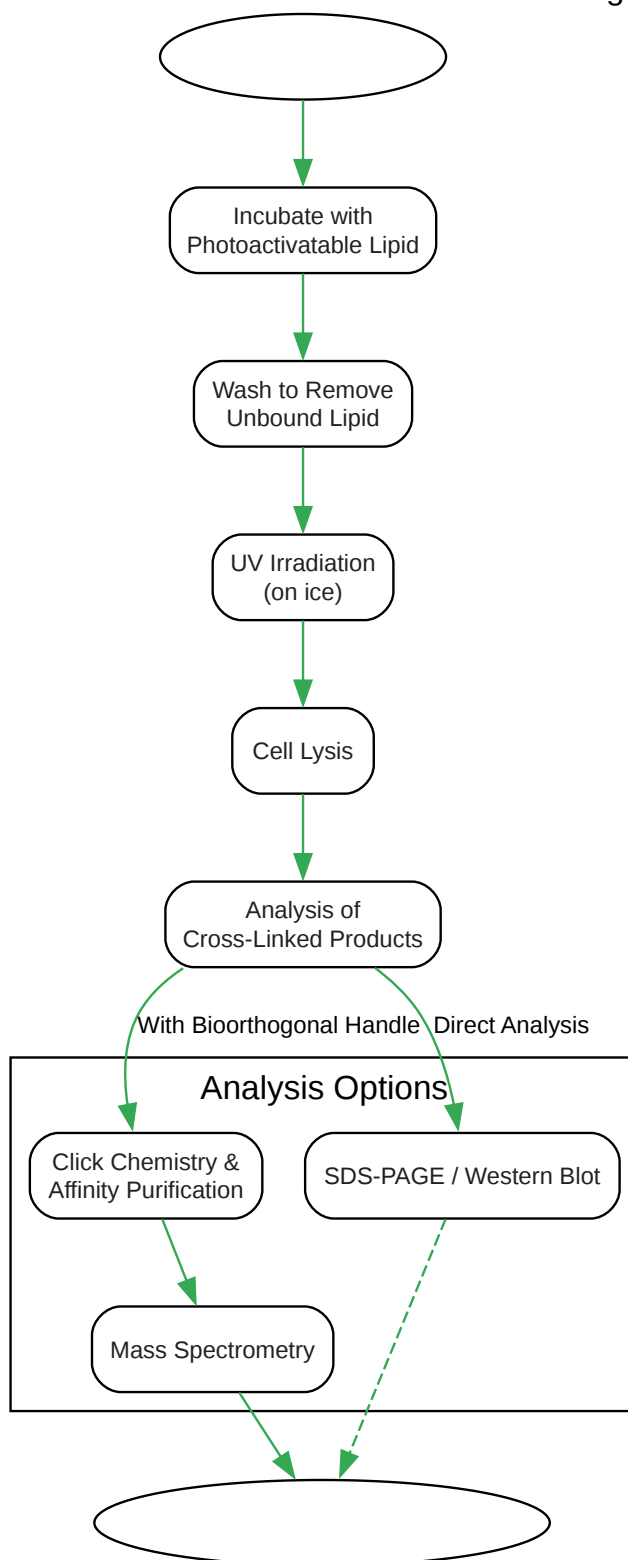 Incubate with
Photoactivatable Lipid
Wash to Remove
Unbound Lipid
UV Irradiation
(on ice)
Cell Lysis
Analysis of
Cross-Linked Products
With Bioorthogonal Handle
Direct Analysis
Analysis Options
Click Chemistry &
Affinity Purification
SDS-PAGE / Western Blot
Mass Spectrometry